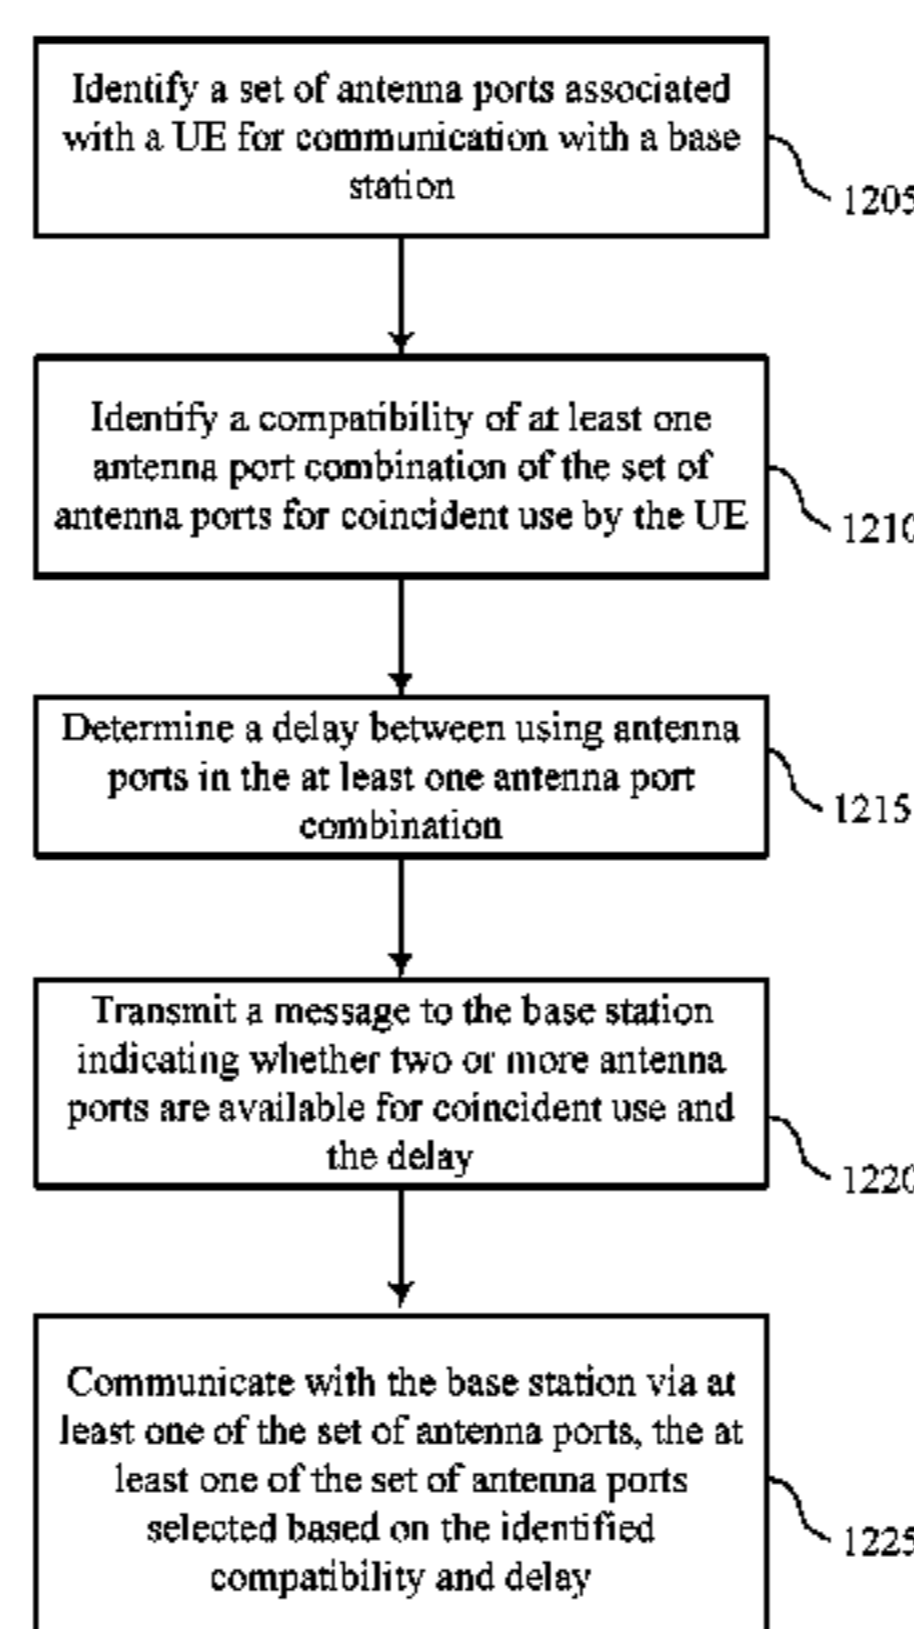 Identify a set of antenna ports associated
with a UE for communication with a base
station
1205
Identify a compatibility of at least one
antenna port combination of the set of
antenna ports for coincident use by the UE
1210
Determine a delay between using antenna
ports in the at least one antenna port
combination
1215
Transmit a message to the base station
indicating whether two or more antenna
ports are available for coincident use and
the delay
1220
Communicate with the base station via at
least one of the set of antenna ports, the at
least one of the set of antenna ports
selected based on the identified
compatibility and delay
1225